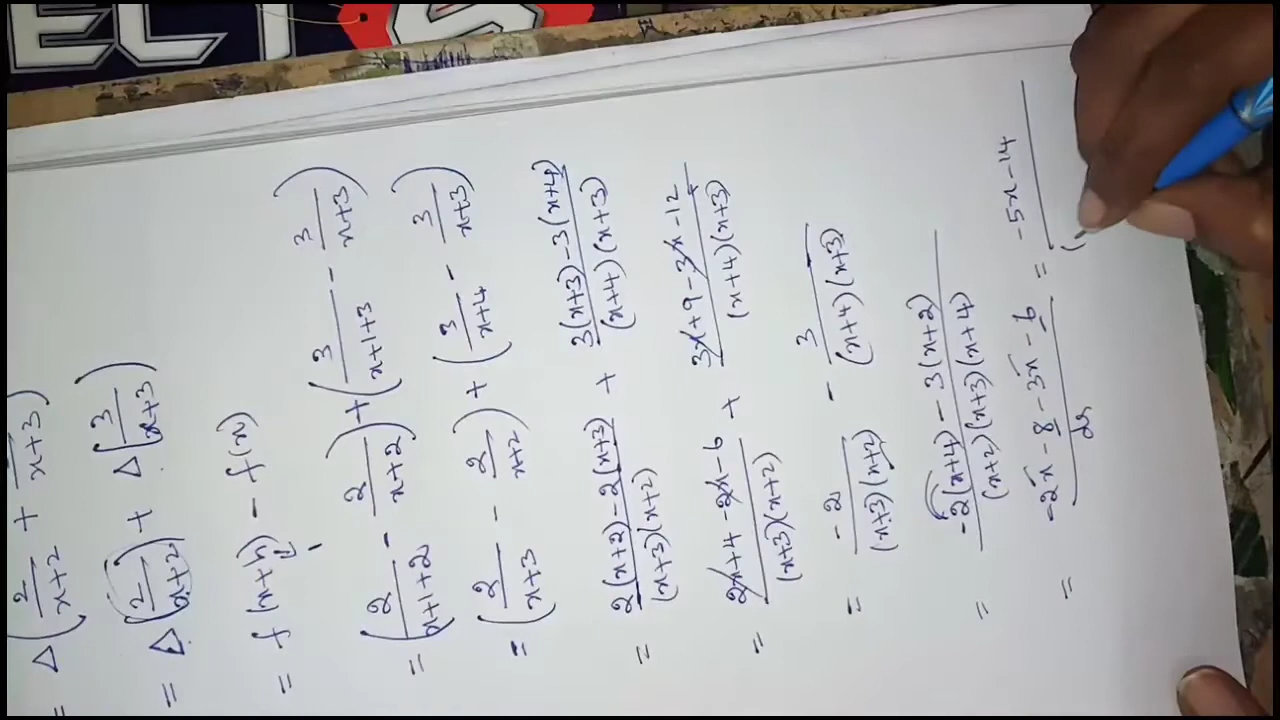 = Δ(2/(x+2) + /(x+3))
= Δ(2/(x+2)) + Δ(3/(x+3))
= f(x+h) - f(x)
1
= (2/(x+1+2) - 2/(x+2)) + (3/(x+1+3) - 3/(x+3))
= (2/(x+3) - 2/(x+2)) + (3/(x+4) - 3/(x+3))
= (2(x+2) - 2(x+3))/((x+3)(x+2)) + (3(x+3) - 3(x+4))/((x+4)(x+3))
= (2x+4 - 2x-6)/((x+3)(x+2)) + (3x+9 - 3x-12)/((x+4)(x+3))
= -2/((x+3)(x+2)) - 3/((x+4)(x+3))
= (-2(x+4) - 3(x+2))/((x+2)(x+3)(x+4))
= (-2x - 8 - 3x - 6)/ = (-5x - 14)/(